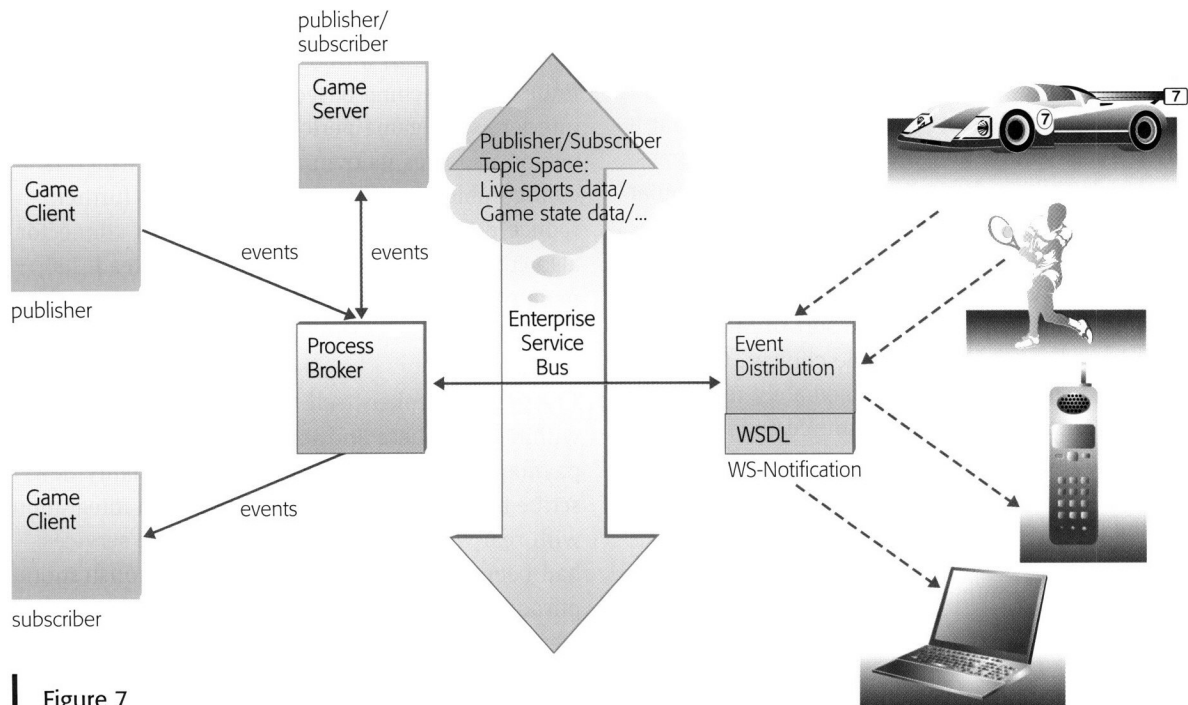 publisher/
subscriber
Game
Server
Publisher/Subscriber
Topic Space:
Live sports data/
Game state data/...
7
7
Game
Client
publisher
events
events
Process
Broker
Enterprise
Service
Bus
Event
Distribution
WSDL
WS-Notification
Game
Client
subscriber
events
Figure 7